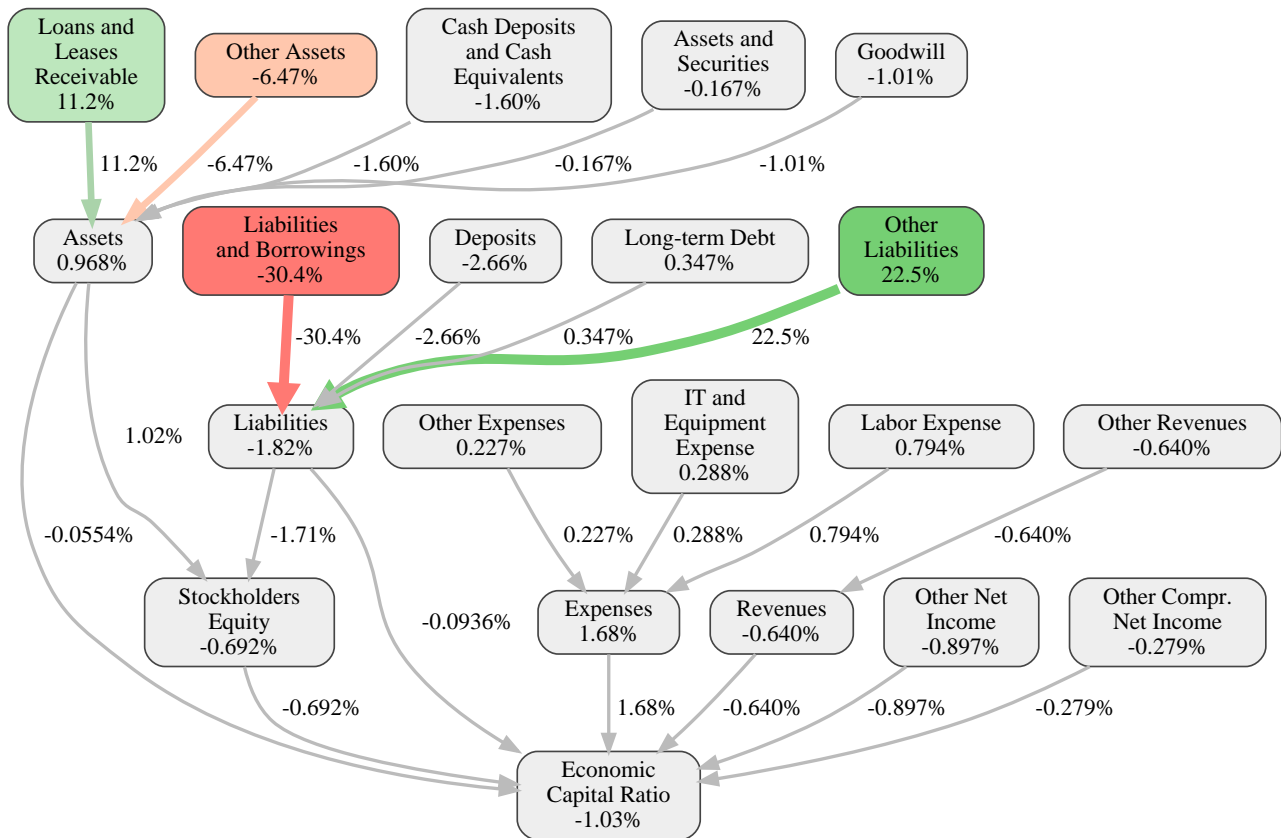 Loans and
Leases
Receivable
11.2%
Other Assets
-6.47%
Cash Deposits
and Cash
Equivalents
-1.60%
Assets and
Securities
-0.167%
Goodwill
-1.01%
11.2%
-6.47%
-1.60%
-0.167%
-1.01%
Assets
0.968%
Liabilities
and Borrowings
-30.4%
Deposits
-2.66%
Long-term Debt
0.347%
Other
Liabilities
22.5%
-30.4%
-2.66%
0.347%
22.5%
1.02%
Liabilities
-1.82%
Other Expenses
0.227%
IT and
Equipment
Expense
0.288%
Labor Expense
0.794%
Other Revenues
-0.640%
-0.0554%
-1.71%
0.227%
0.288%
0.794%
-0.640%
Stockholders
Equity
-0.692%
-0.0936%
Expenses
1.68%
Revenues
-0.640%
Other Net
Income
-0.897%
Other Compr.
Net Income
-0.279%
-0.692%
1.68%
-0.640%
-0.897%
-0.279%
Economic
Capital Ratio
-1.03%